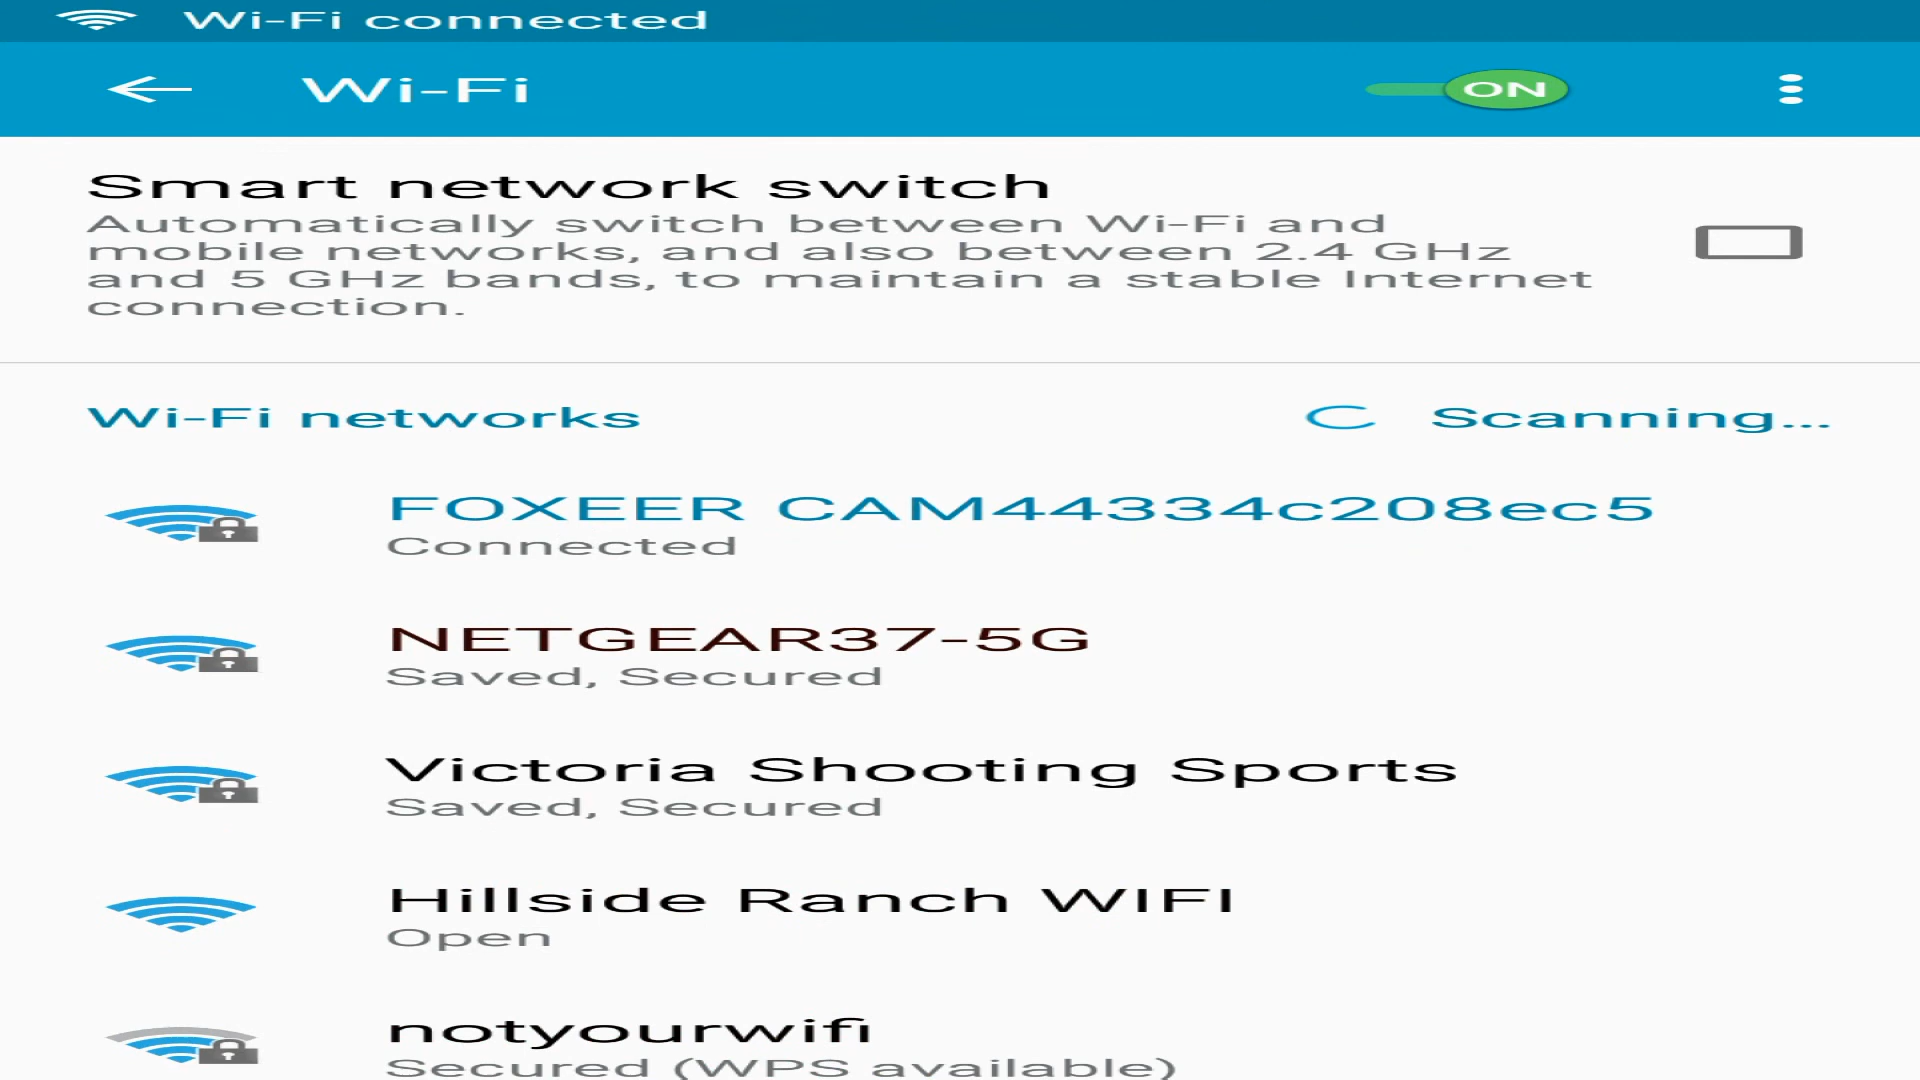 Wi-Fi connected
Wi-Fi
ON
Smart network switch
Automatically switch between Wi-Fi and
mobile networks, and also between 2.4 GHz
and 5 GHz bands, to maintain a stable Internet
connection.
Wi-Fi networks
Scanning...
FOXEER CAM44334c208ec5
Connected
NETGEAR37-5G
Saved, Secured
Victoria Shooting Sports
Saved, Secured
Hillside Ranch WIFI
Open
notyourwifi
Secured (WPS available)